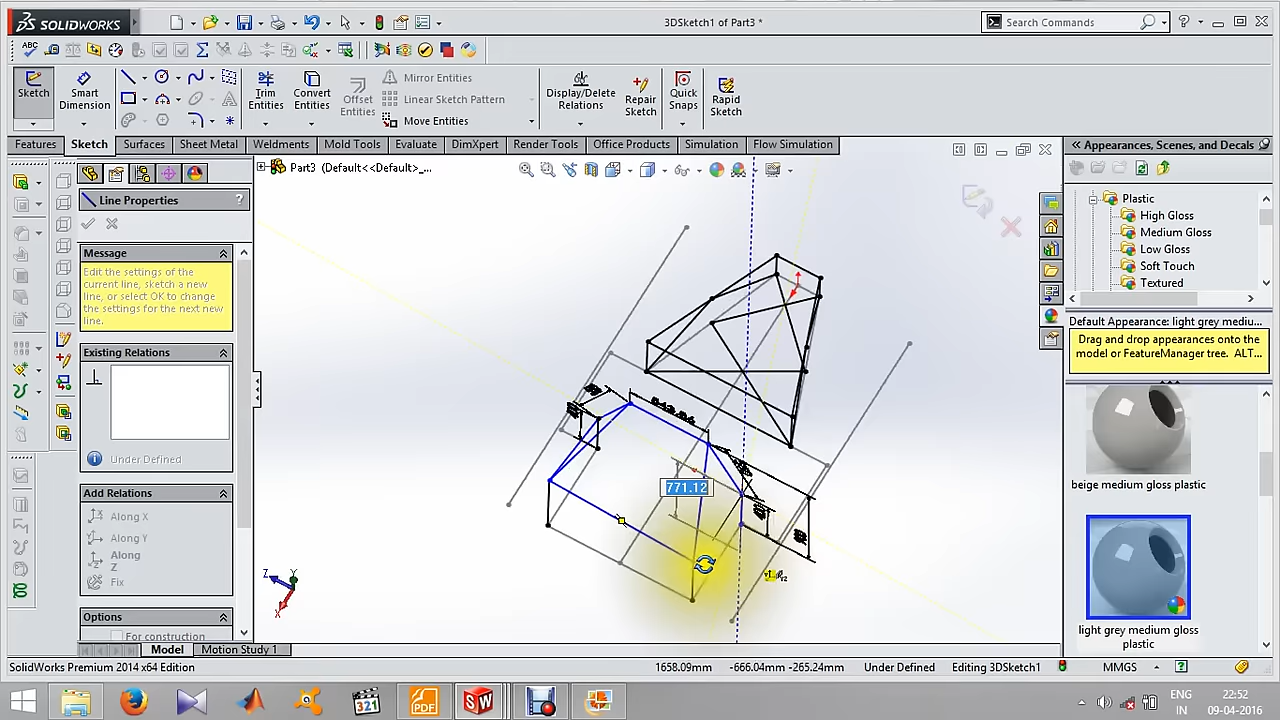 SOLIDWORKS
3DSketch1 of Part3 *
Search Commands
Sketch
Smart Dimension
Trim Entities
Convert Entities
Offset Entities
Mirror Entities
Linear Sketch Pattern
Move Entities
Display/Delete Relations
Repair Sketch
Quick Snaps
Rapid Sketch
Features
Sketch
Surfaces
Sheet Metal
Weldments
Mold Tools
Evaluate
DimXpert
Render Tools
Office Products
Simulation
Flow Simulation
Part3 (Default<<Default>_...
Line Properties
?
Message
Edit the settings of the
current line, sketch a new
line, or select OK to change
the settings for the next new
line.
Existing Relations
Under Defined
Add Relations
Along X
Along Y
Along
Z
Fix
Options
For construction
771.12
Z
Y
X
Appearances, Scenes, and Decals
Plastic
High Gloss
Medium Gloss
Low Gloss
Soft Touch
Textured
Default Appearance: light grey mediu...
Drag and drop appearances onto the
model or FeatureManager tree. ALT...
beige medium gloss plastic
light grey medium gloss
plastic
Model
Motion Study 1
SolidWorks Premium 2014 x64 Edition
1658.09mm
-666.04mm -265.24mm
Under Defined
Editing 3DSketch1
MMGS
321
PDF
SW
ENG
IN
22:52
09-04-2016